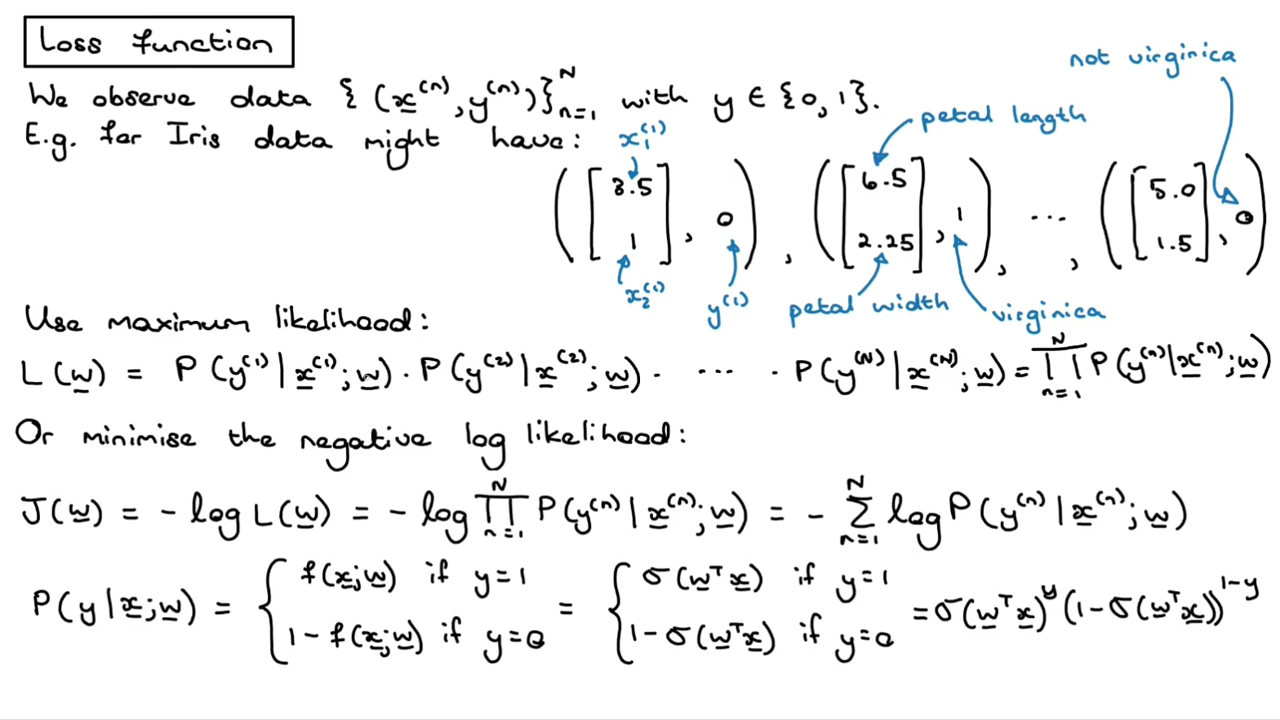 Loss function
not virginica
We observe data {(x^(n), y^(n))}_{n=1}^N with y ∈ {0, 1}.
petal length
E.g. for Iris data might have:
x_1^(1)
([3.5 1], 0), ([6.5 2.25], 1), ... , ([5.0 1.5], 0)
x_2^(1) y^(1) petal width virginica
Use maximum likelihood:
L(w) = P(y^(1)|x^(1);w) · P(y^(2)|x^(2);w) · ... · P(y^(N)|x^(N);w) = ∏_{n=1}^N P(y^(n)|x^(n);w)
Or minimise the negative log likelihood:
J(w) = - log L(w) = - log ∏_{n=1}^N P(y^(n)|x^(n);w) = - ∑_{n=1}^N log P(y^(n)|x^(n);w)
P(y|x;w) = { f(x;w) if y=1 = { σ(w^T x) if y=1 = σ(w^T x)^y (1-σ(w^T x))^{1-y}
1 - f(x;w) if y=0 1-σ(w^T x) if y=0